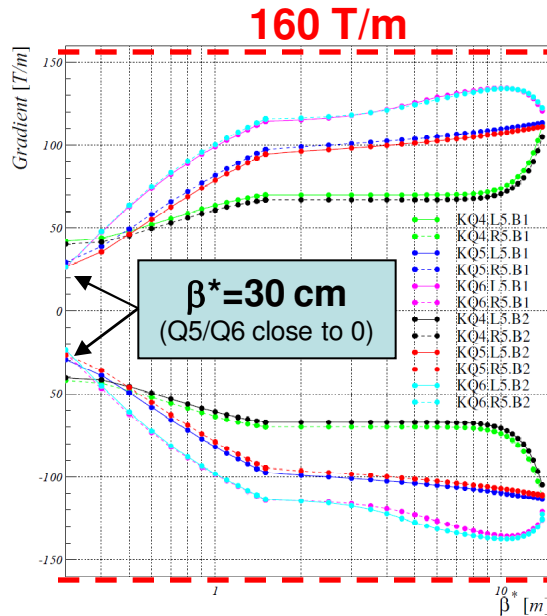 160 T/m
Gradient [T/m]
150
100
50
0
-50
-100
-150
KQ4.L5.B1
KQ4.R5.B1
KQ5.L5.B1
KQ5.R5.B1
KQ6.L5.B1
KQ6.R5.B1
KQ4.L5.B2
KQ4.R5.B2
KQ5.L5.B2
KQ5.R5.B2
KQ6.L5.B2
KQ6.R5.B2
β*=30 cm
(Q5/Q6 close to 0)
1
10
β* [m]